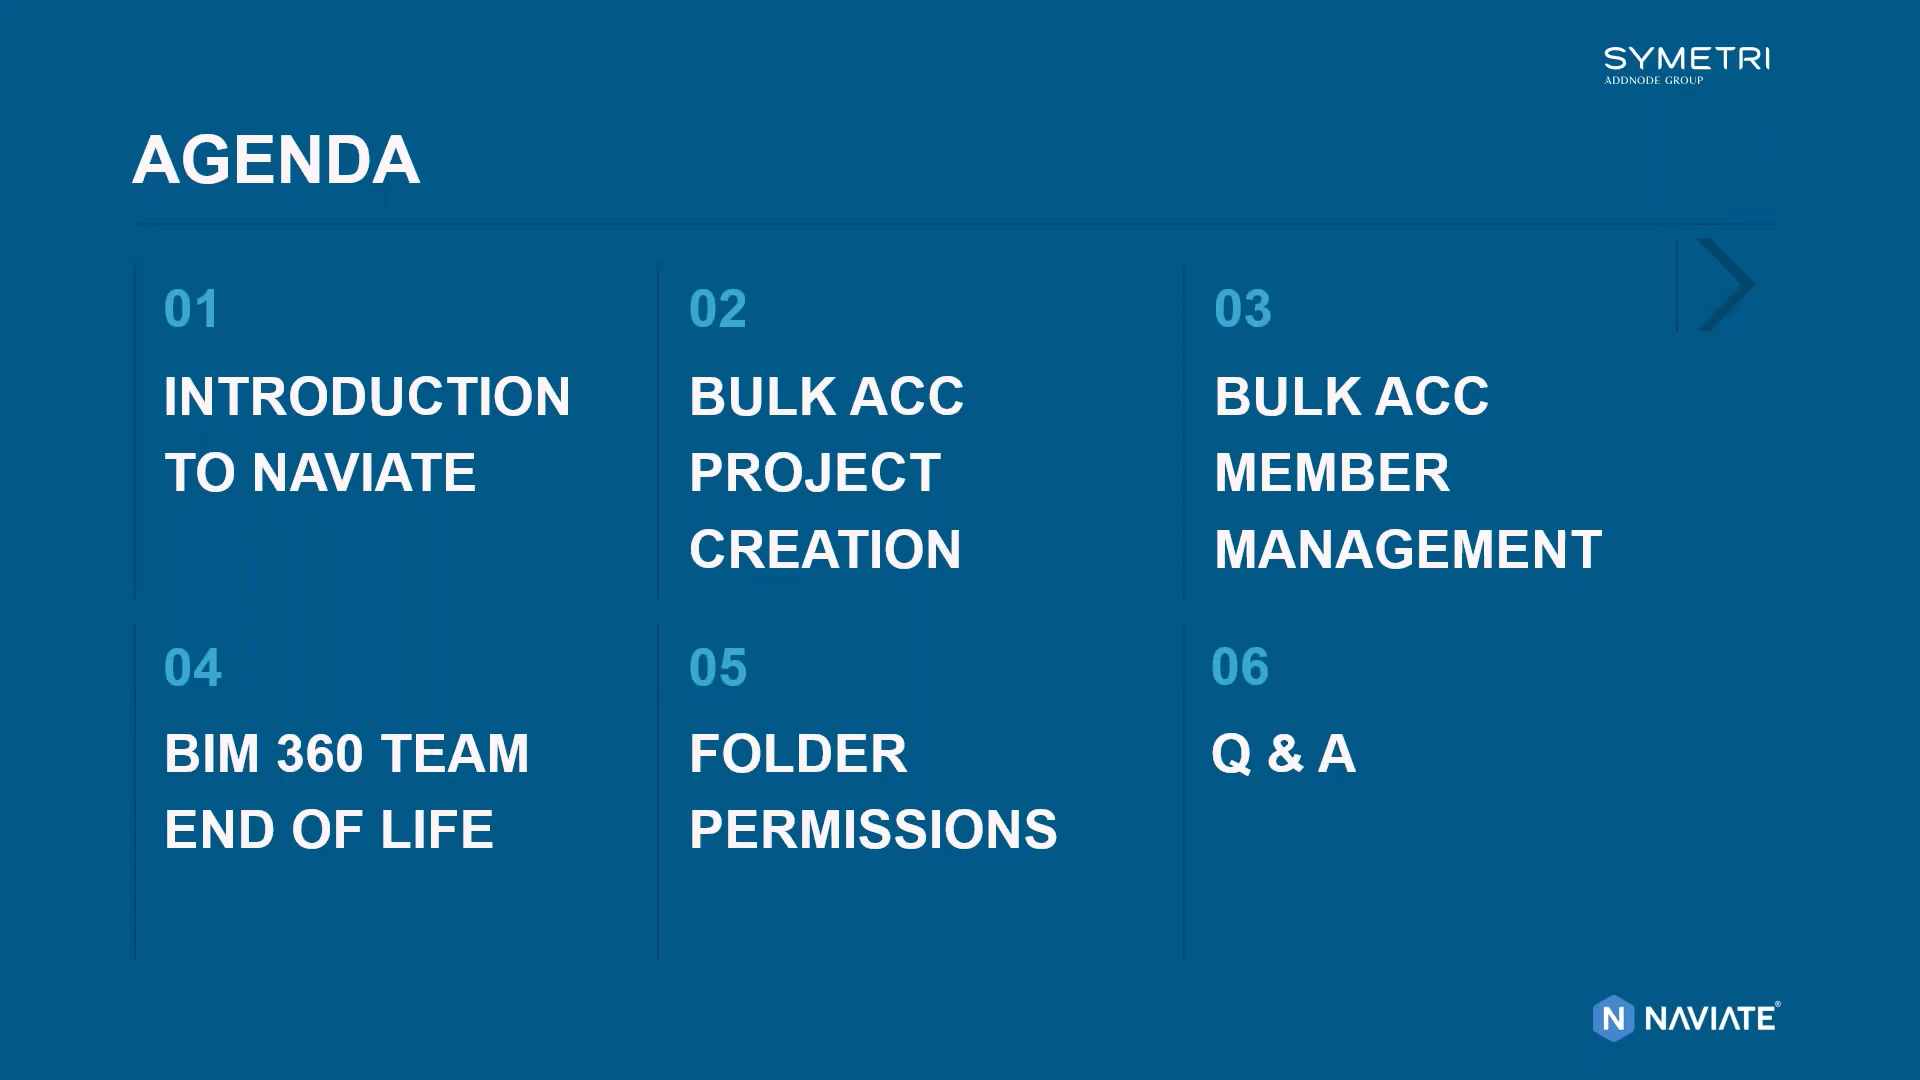 SYMETRI
ADDNODE GROUP
AGENDA
01
INTRODUCTION
TO NAVIATE
02
BULK ACC
PROJECT
CREATION
03
BULK ACC
MEMBER
MANAGEMENT
04
BIM 360 TEAM
END OF LIFE
05
FOLDER
PERMISSIONS
06
Q & A
N NAVIATE®